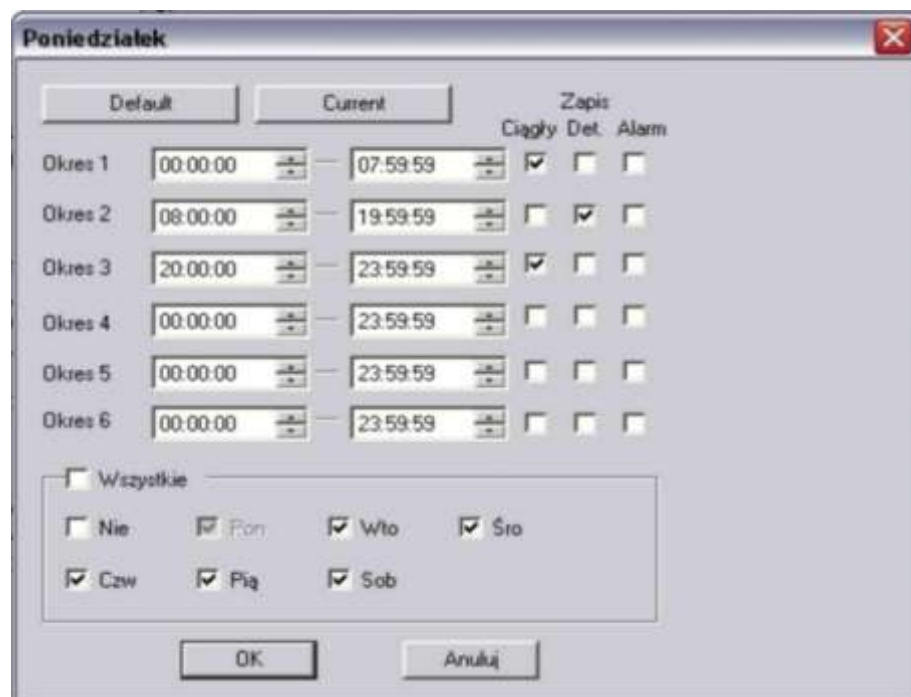 Poniedziałek
Default Current Zapis
Ciągły Det. Alarm
Okres 1 00:00:00 07:59:59
Okres 2 08:00:00 19:59:59
Okres 3 20:00:00 23:59:59
Okres 4 00:00:00 23:59:59
Okres 5 00:00:00 23:59:59
Okres 6 00:00:00 23:59:59
Wszystkie
Nie Pon Wto Śro
Czw Pią Sob
OK Anuluj